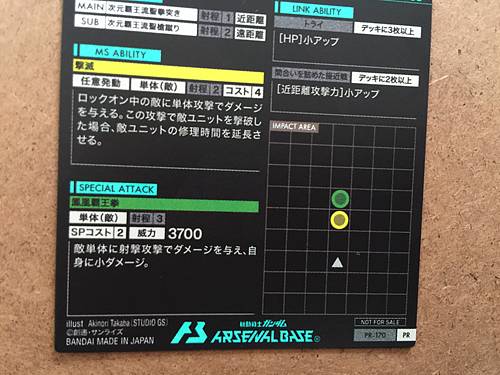 MAIN 次元覇王流聖拳突き 射程 1 近距離
SUB 次元覇王流聖槍蹴り 射程 2 遠距離
MS ABILITY
撃滅
任意発動 単体(敵) 射程 2 コスト 4
ロックオン中の敵に単体攻撃でダメージ
を与える。この攻撃で敵ユニットを撃破し
た場合、敵ユニットの修理時間を延長さ
せる。
SPECIAL ATTACK
鳳凰覇王拳
単体(敵) 射程 3
SPコスト 2 威力 3700
敵単体に射撃攻撃でダメージを与え、自
身に小ダメージ。
LINK ABILITY
トライ デッキに3枚以上
[HP]小アップ
間合いを詰めた接近戦 デッキに2枚以上
[近距離攻撃力]小アップ
IMPACT AREA
illust Akinori Takaba[STUDIO GS]
©創通・サンライズ
BANDAI MADE IN JAPAN
機動戦士ガンダム
AB ARSENAL BASE®
NOT FOR SALE
PR-170 PR